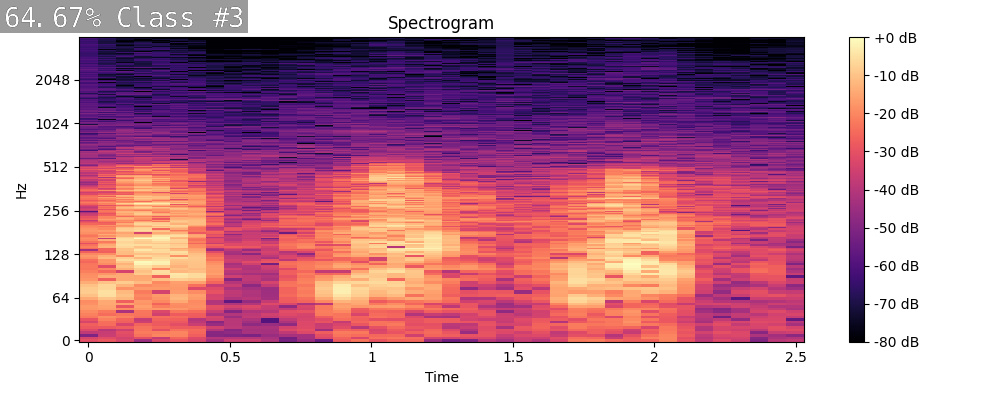 64.67% Class #3
Spectrogram
Hz
2048
1024
512
256
128
64
0
0
0.5
1
1.5
2
2.5
Time
+0 dB
-10 dB
-20 dB
-30 dB
-40 dB
-50 dB
-60 dB
-70 dB
-80 dB